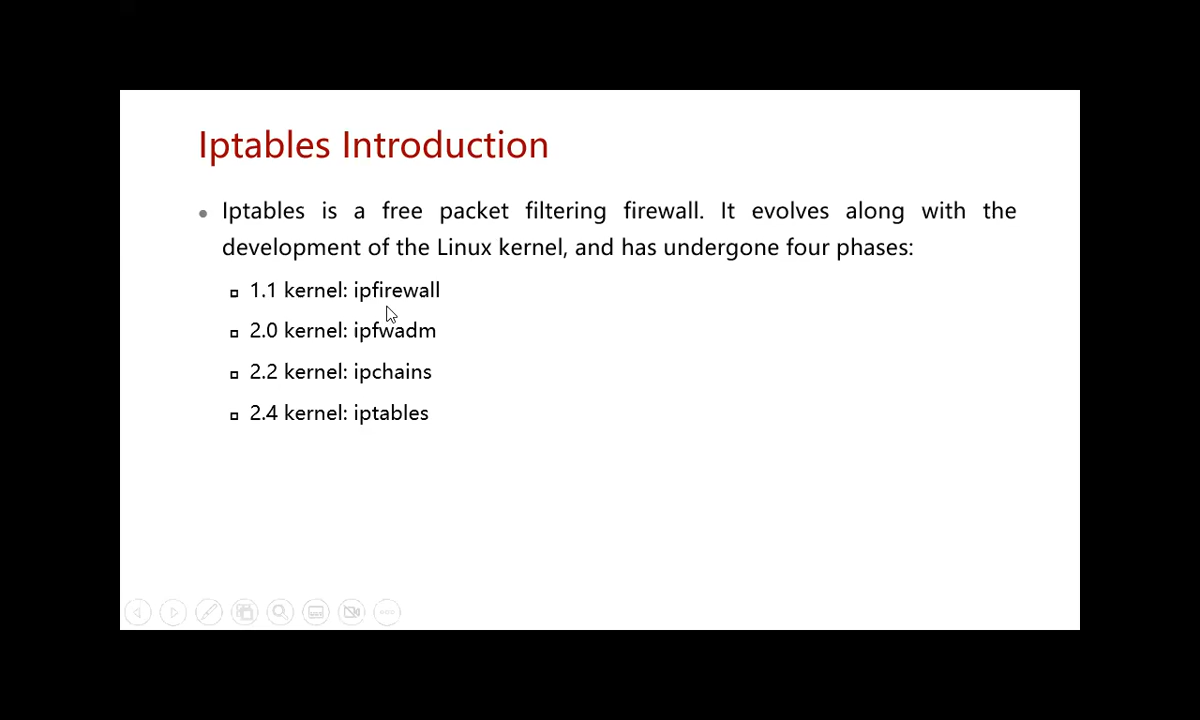 Iptables Introduction
Iptables is a free packet filtering firewall. It evolves along with the
development of the Linux kernel, and has undergone four phases:
1.1 kernel: ipfirewall
2.0 kernel: ipfwadm
2.2 kernel: ipchains
2.4 kernel: iptables